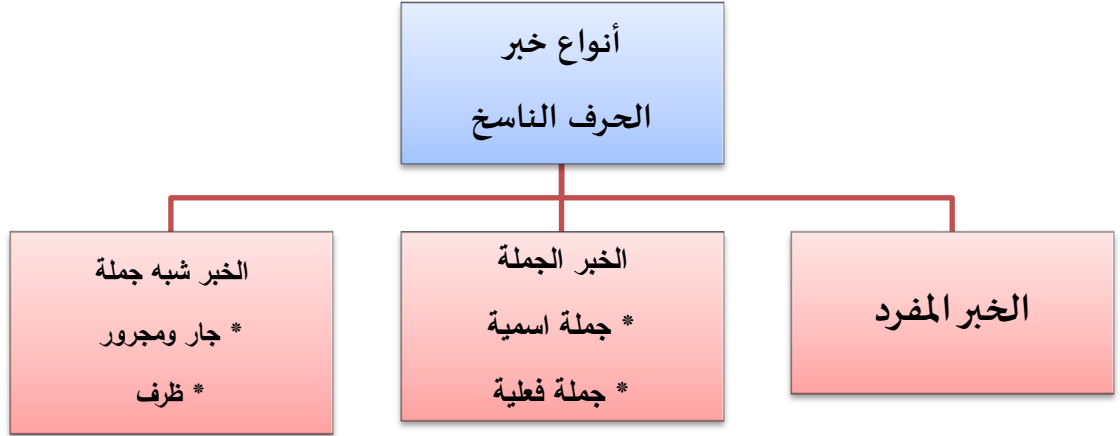 أنواع خبر
الحرف الناسخ
الخبر المفرد
الخبر الجملة
* جملة اسمية
* جملة فعلية
الخبر شبه جملة
* جار ومجرور
* ظرف